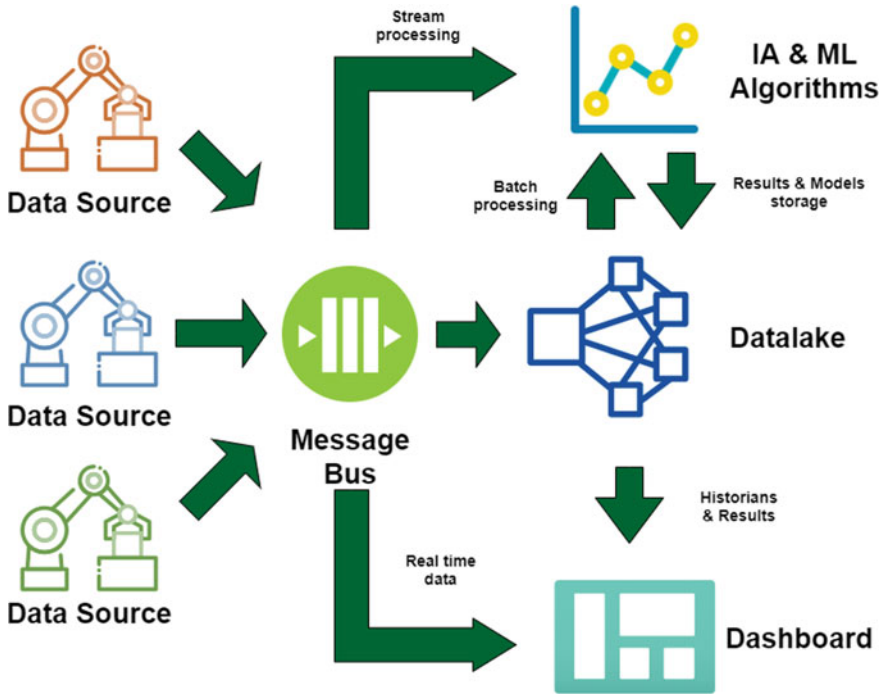 Stream
processing
IA & ML
Algorithms
Data Source
Batch
processing
Results & Models
storage
Data Source
Message
Bus
Datalake
Historians
& Results
Data Source
Real time
data
Dashboard